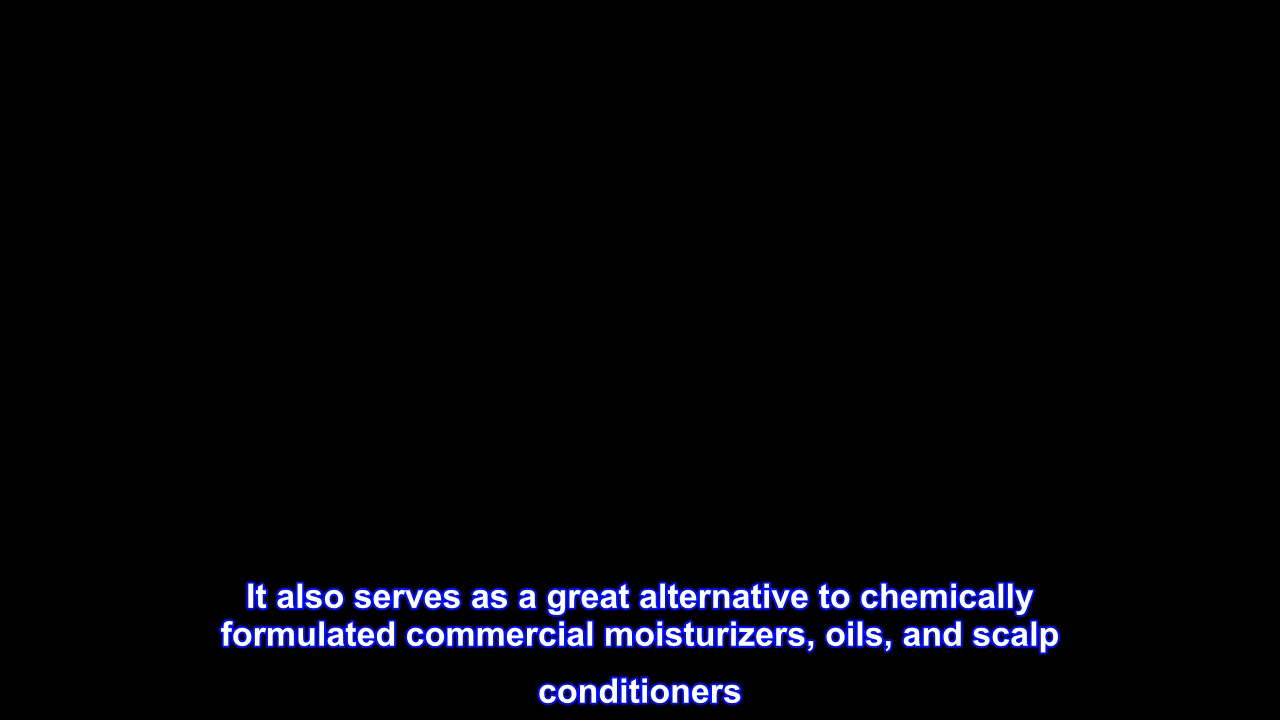 It also serves as a great alternative to chemically
formulated commercial moisturizers, oils, and scalp
conditioners